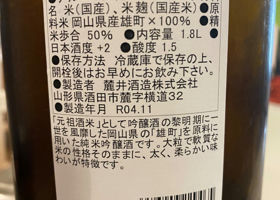 名 米（国産）、米麹（国産米）●原
料米 岡山県産雄町×100% ●精
米歩合 50% ●内容量 1.8L ●
日本酒度 +2 ●酸度 1.5
●保存方法 冷蔵庫で保存の上、
開栓後はお早めにお飲み下さい。
■製造者 麓井酒造株式会社
山形県酒田市麓字横道32
■製造年月 R04.11
「元祖酒米」として吟醸酒の黎明期に一
世を風靡した岡山県の「雄町」を原料に
用いた純米吟醸酒です。大粒で軟質な
米の性格そのままに、太く、柔らかい味
わいが特徴です。